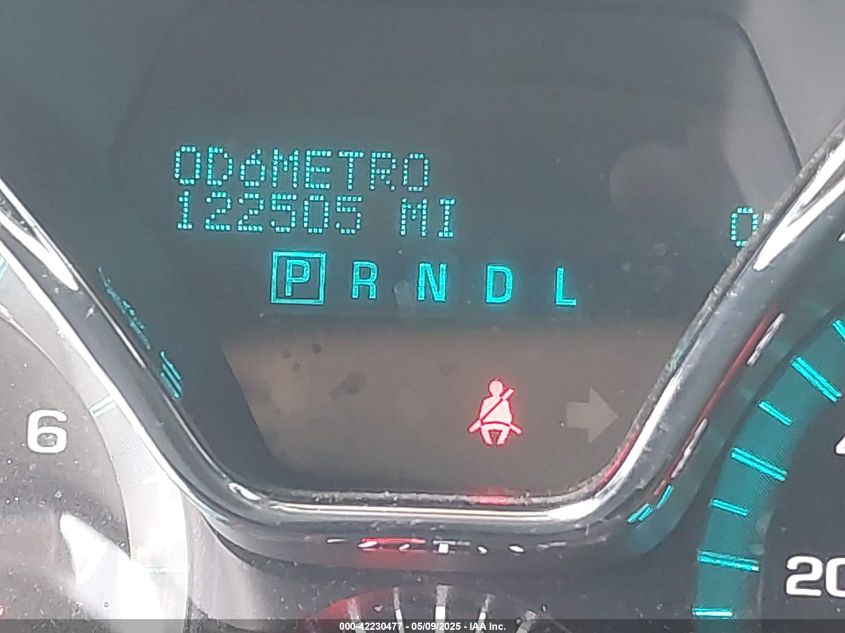 ODóMETRO
122505 MI
P R N D L
6
20
000-42230477 - 05/09/2025 - IAA Inc.